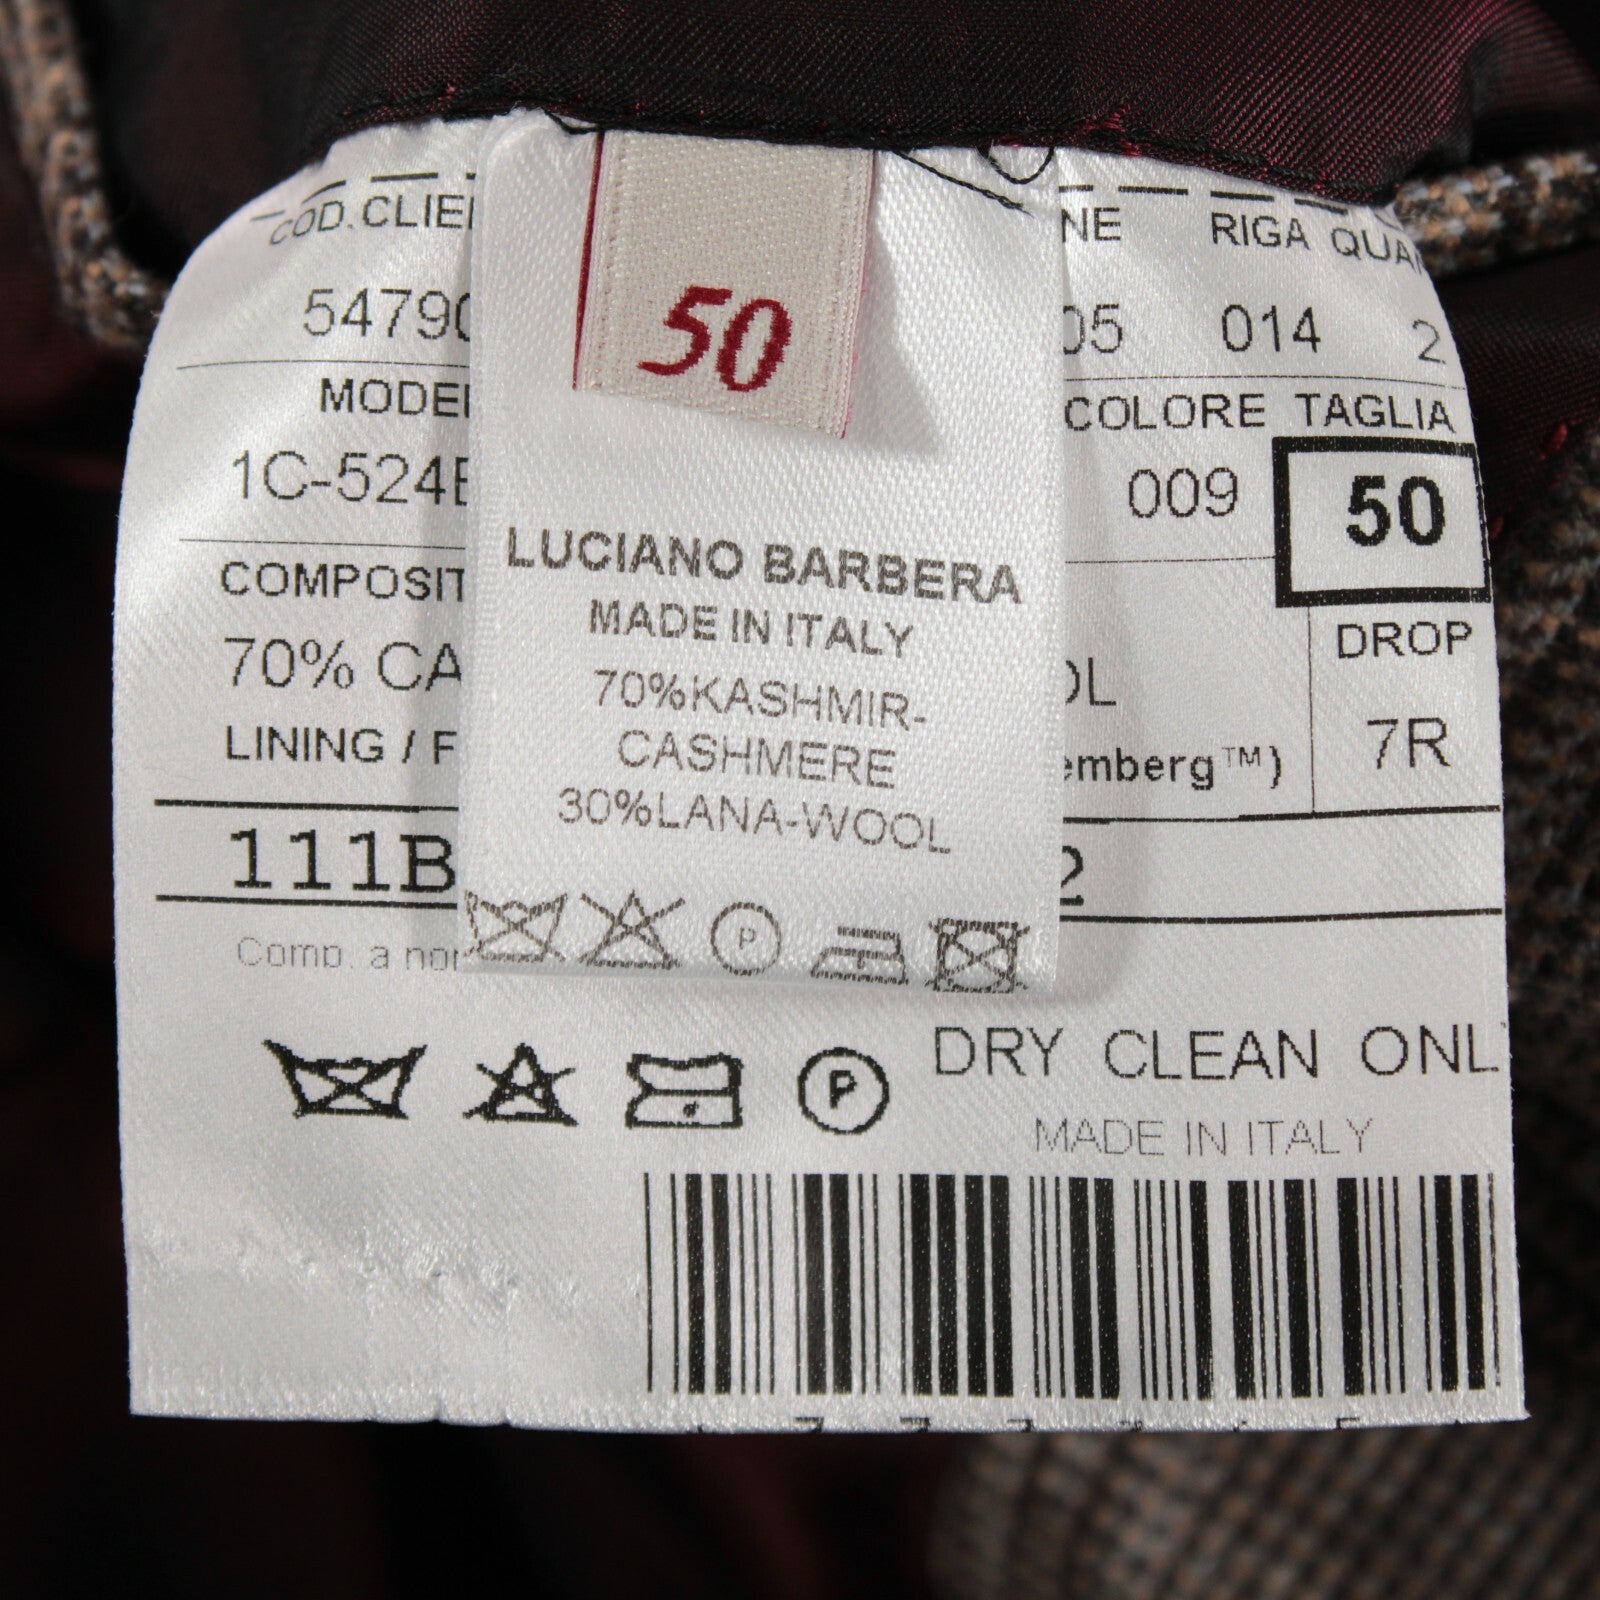 50
LUCIANO BARBERA
MADE IN ITALY
70%KASHMIR-
CASHMERE
30%LANA-WOOL
P
COD.CLIE NE RIGA QUA
5479 05 014 2
MODE COLORE TAGLIA
1C-524 009 50
COMPOSIT DROP
70% CA OL 7R
LINING / F emberg™)
111B 2
Comp. a nor
P
DRY CLEAN ONL
MADE IN ITALY